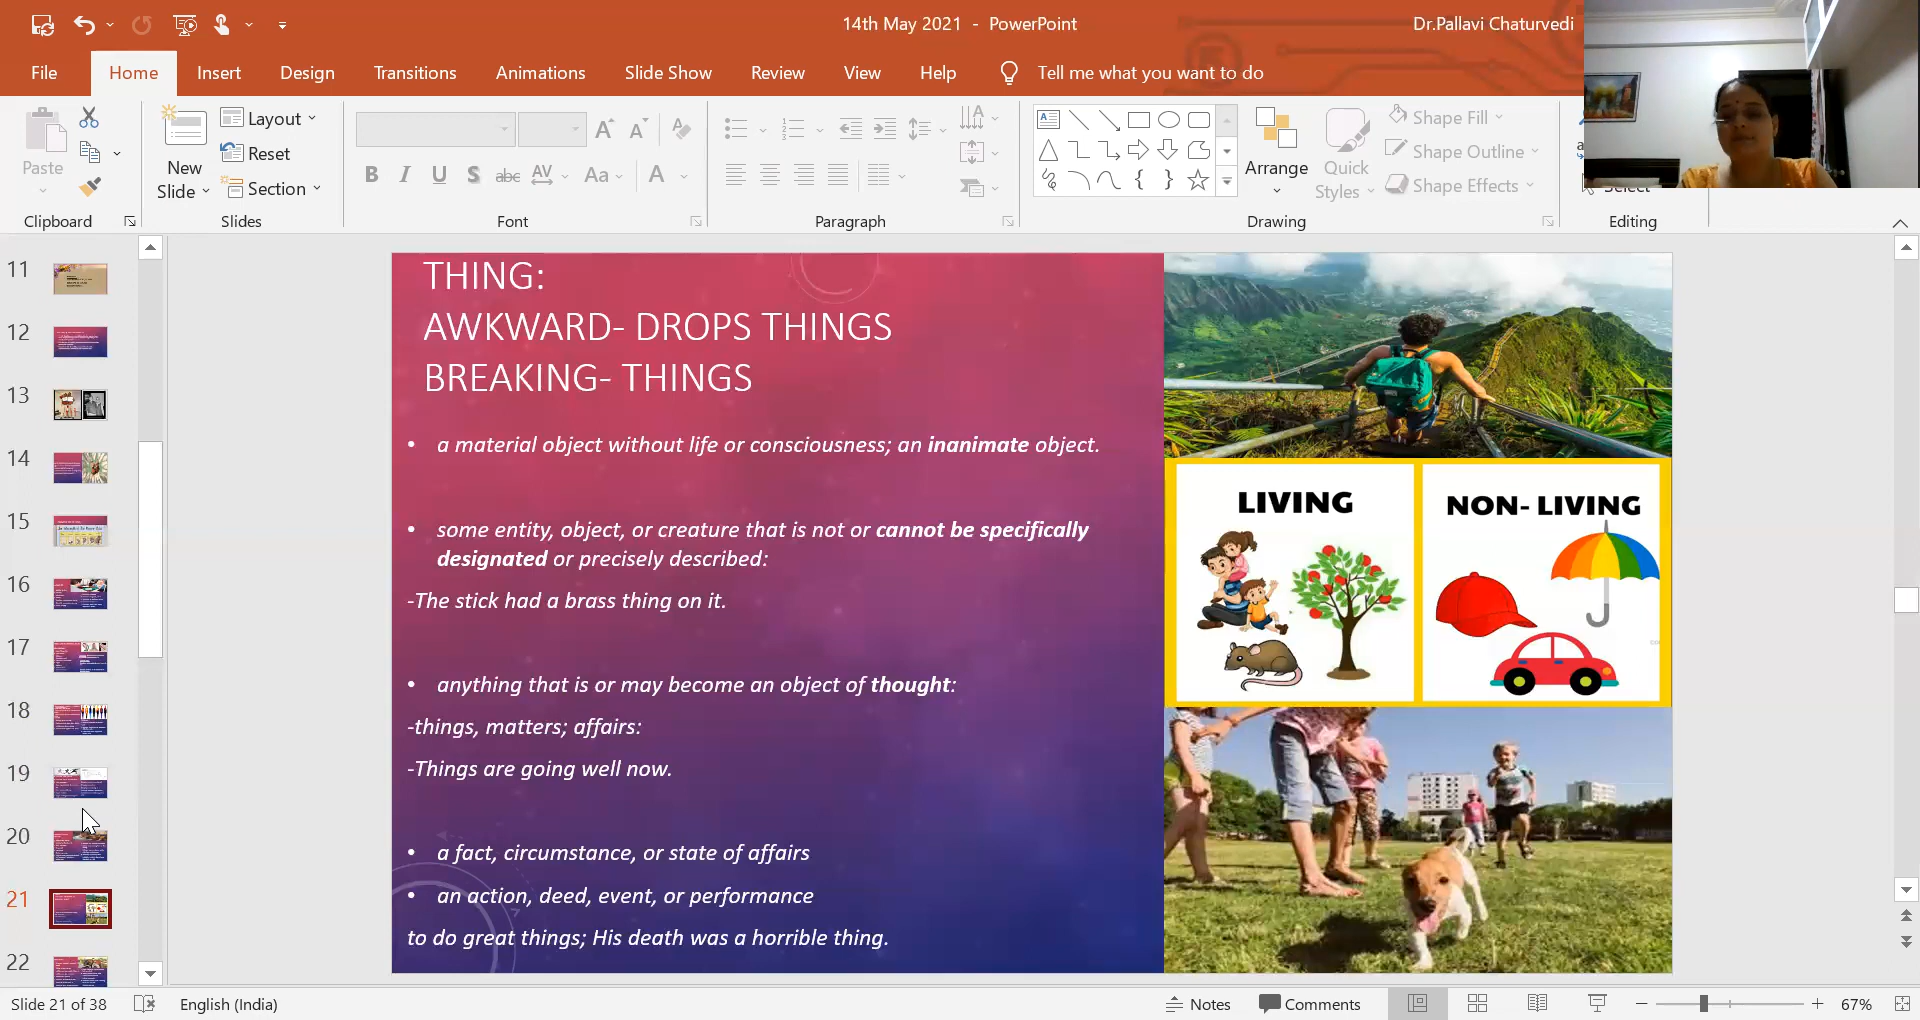 14th May 2021 - PowerPoint
Dr.Pallavi Chaturvedi
File
Home
Insert
Design
Transitions
Animations
Slide Show
Review
View
Help
Tell me what you want to do
Paste
New
Slide
Layout
Reset
Section
B I U S abc AV Aa A
Arrange
Quick
Styles
Shape Fill
Shape Outline
Shape Effects
Select
Clipboard
Slides
Font
Paragraph
Drawing
Editing
11
12
13
14
15
16
17
18
19
20
21
22
THING:
AWKWARD- DROPS THINGS
BREAKING- THINGS
• a material object without life or consciousness; an inanimate object.
• some entity, object, or creature that is not or cannot be specifically
designated or precisely described:
-The stick had a brass thing on it.
• anything that is or may become an object of thought:
-things, matters; affairs:
-Things are going well now.
• a fact, circumstance, or state of affairs
• an action, deed, event, or performance
to do great things; His death was a horrible thing.
LIVING
NON- LIVING
Slide 21 of 38
English (India)
Notes
Comments
67%